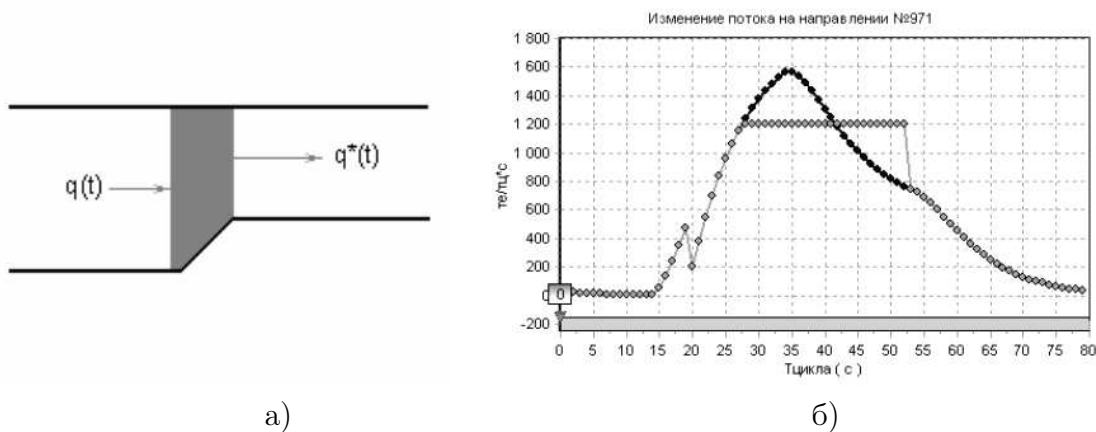 q(t)
q*(t)
а)
Изменение потока на направлении №971
1 800
1 600
1 400
1 200
1 000
800
600
400
200
0
-200
те/тц*с
0
0 5 10 15 20 25 30 35 40 45 50 55 60 65 70 75 80
Тцикла ( с )
б)